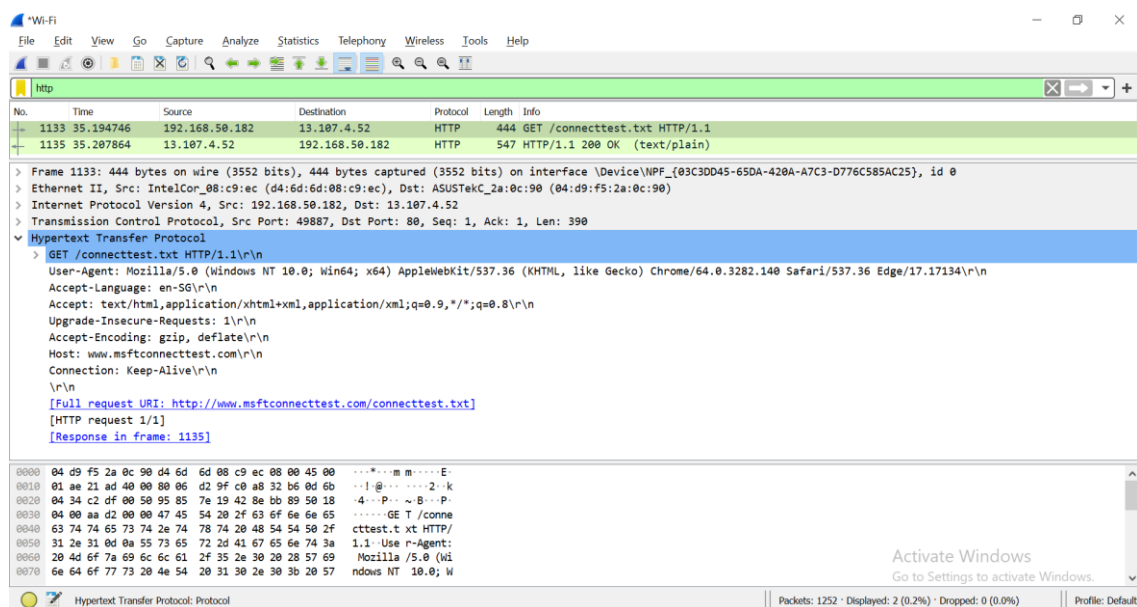 *Wi-Fi
File Edit View Go Capture Analyze Statistics Telephony Wireless Tools Help
http
No. Time Source Destination Protocol Length Info
1133 35.194746 192.168.50.182 13.107.4.52 HTTP 444 GET /connecttest.txt HTTP/1.1
1135 35.207864 13.107.4.52 192.168.50.182 HTTP 547 HTTP/1.1 200 OK (text/plain)
> Frame 1133: 444 bytes on wire (3552 bits), 444 bytes captured (3552 bits) on interface \Device\NPF_{03C3DD45-65DA-420A-A7C3-D776C585AC25}, id 0
> Ethernet II, Src: IntelCor_08:c9:ec (d4:6d:6d:08:c9:ec), Dst: ASUSTekC_2a:0c:90 (04:d9:f5:2a:0c:90)
> Internet Protocol Version 4, Src: 192.168.50.182, Dst: 13.107.4.52
> Transmission Control Protocol, Src Port: 49887, Dst Port: 80, Seq: 1, Ack: 1, Len: 390
Hypertext Transfer Protocol
> GET /connecttest.txt HTTP/1.1\r\n
User-Agent: Mozilla/5.0 (Windows NT 10.0; Win64; x64) AppleWebKit/537.36 (KHTML, like Gecko) Chrome/64.0.3282.140 Safari/537.36 Edge/17.17134\r\n
Accept-Language: en-SG\r\n
Accept: text/html,application/xhtml+xml,application/xml;q=0.9,*/*;q=0.8\r\n
Upgrade-Insecure-Requests: 1\r\n
Accept-Encoding: gzip, deflate\r\n
Host: www.msftconnecttest.com\r\n
Connection: Keep-Alive\r\n
\r\n
[Full request URI: http://www.msftconnecttest.com/connecttest.txt]
[HTTP request 1/1]
[Response in frame: 1135]
0000 04 d9 f5 2a 0c 90 d4 6d 6d 08 c9 ec 08 00 45 00 ···*···m m·····E·
0010 01 ae 21 ad 40 00 80 06 d2 9f c0 a8 32 b6 0d 6b ··!·@··· ····2··k
0020 04 34 c2 df 00 50 95 85 7e 19 42 8e bb 89 50 18 ·4···P·· ~·B···P·
0030 04 00 aa d2 00 00 47 45 54 20 2f 63 6f 6e 6e 65 ······GE T /conne
0040 63 74 74 65 73 74 2e 74 78 74 20 48 54 54 50 2f cttest.t xt HTTP/
0050 31 2e 31 0d 0a 55 73 65 72 2d 41 67 65 6e 74 3a 1.1··Use r-Agent:
0060 20 4d 6f 7a 69 6c 6c 61 2f 35 2e 30 20 28 57 69 Mozilla /5.0 (Wi
0070 6e 64 6f 77 73 20 4e 54 20 31 30 2e 30 3b 20 57 ndows NT 10.0; W
Activate Windows
Go to Settings to activate Windows.
Hypertext Transfer Protocol: Protocol Packets: 1252 · Displayed: 2 (0.2%) · Dropped: 0 (0.0%) Profile: Default